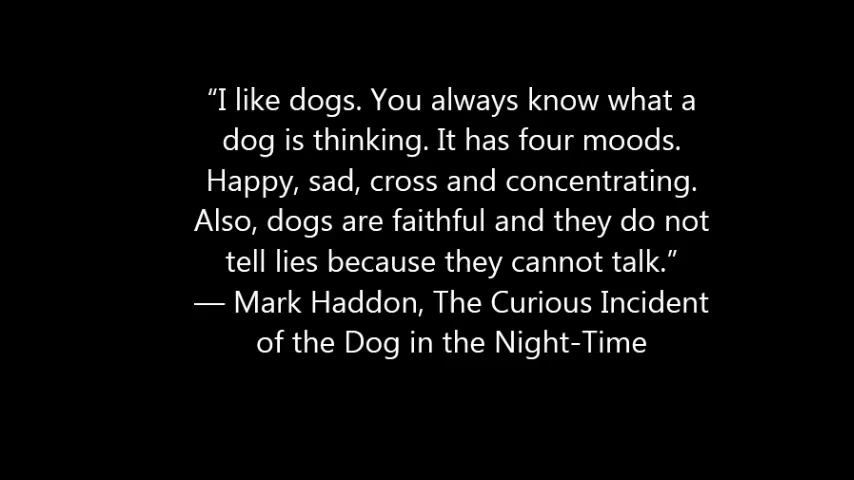 “I like dogs. You always know what a
dog is thinking. It has four moods.
Happy, sad, cross and concentrating.
Also, dogs are faithful and they do not
tell lies because they cannot talk.”
— Mark Haddon, The Curious Incident
of the Dog in the Night-Time